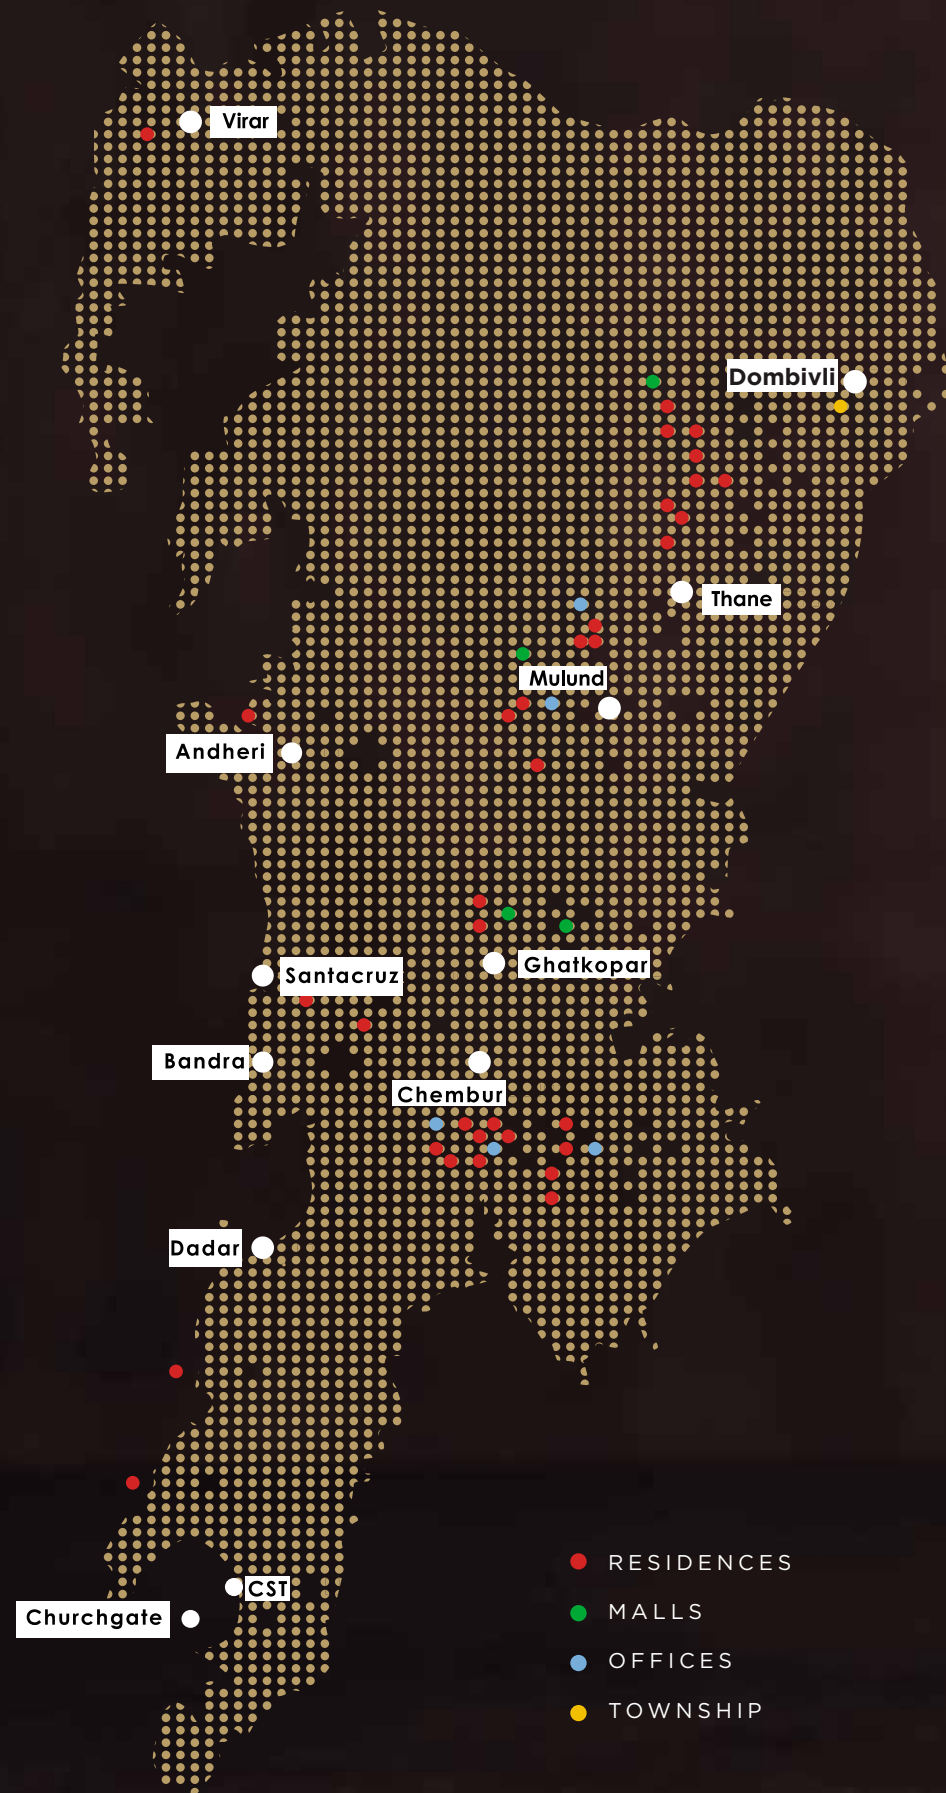 Virar
Dombivli
Thane
Mulund
Andheri
Ghatkopar
Santacruz
Bandra
Chembur
Dadar
RESIDENCES
CST
MALLS
Churchgate
OFFICES
TOWNSHIP